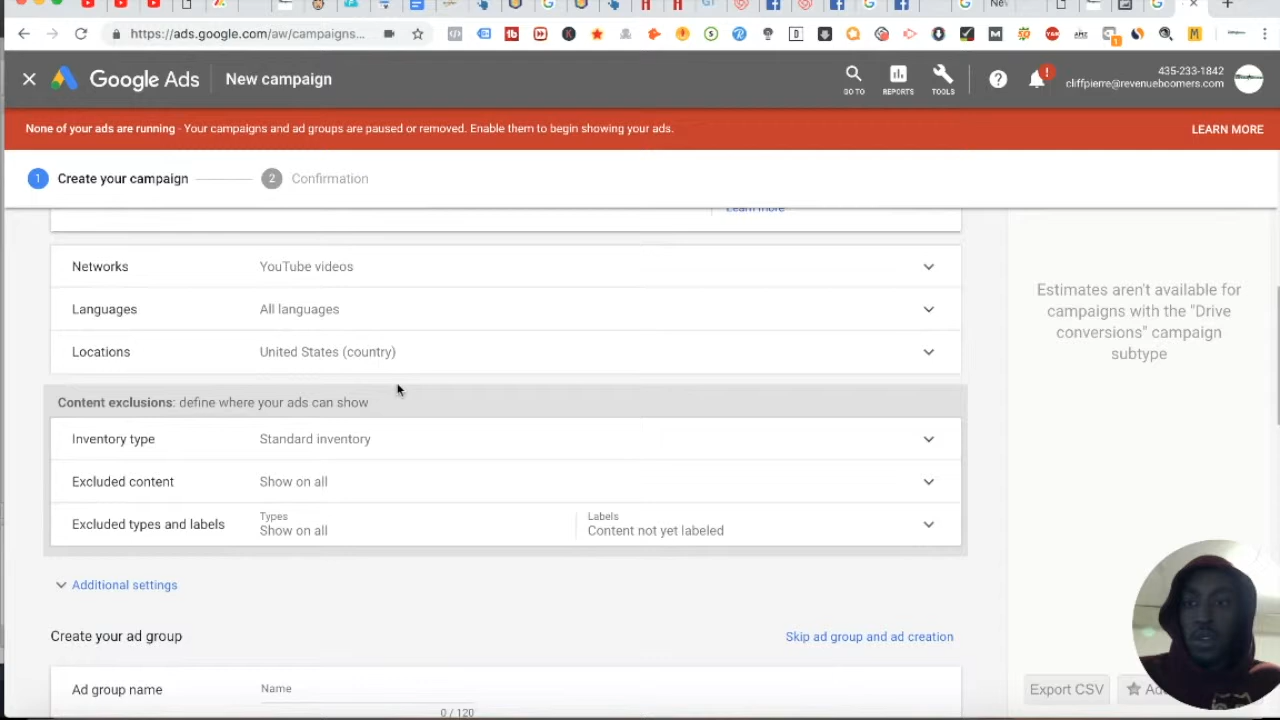 https://ads.google.com/aw/campaigns...
Google Ads
New campaign
GO TO
REPORTS
TOOLS
435-233-1842
cliffpierre@revenueboomers.com
None of your ads are running - Your campaigns and ad groups are paused or removed. Enable them to begin showing your ads.
LEARN MORE
1 Create your campaign
2 Confirmation
Learn more
Networks YouTube videos
Languages All languages
Locations United States (country)
Estimates aren't available for
campaigns with the "Drive
conversions" campaign
subtype
Content exclusions: define where your ads can show
Inventory type Standard inventory
Excluded content Show on all
Excluded types and labels
Types
Show on all
Labels
Content not yet labeled
Additional settings
Create your ad group
Skip ad group and ad creation
Ad group name
Name
0 / 120
Export CSV